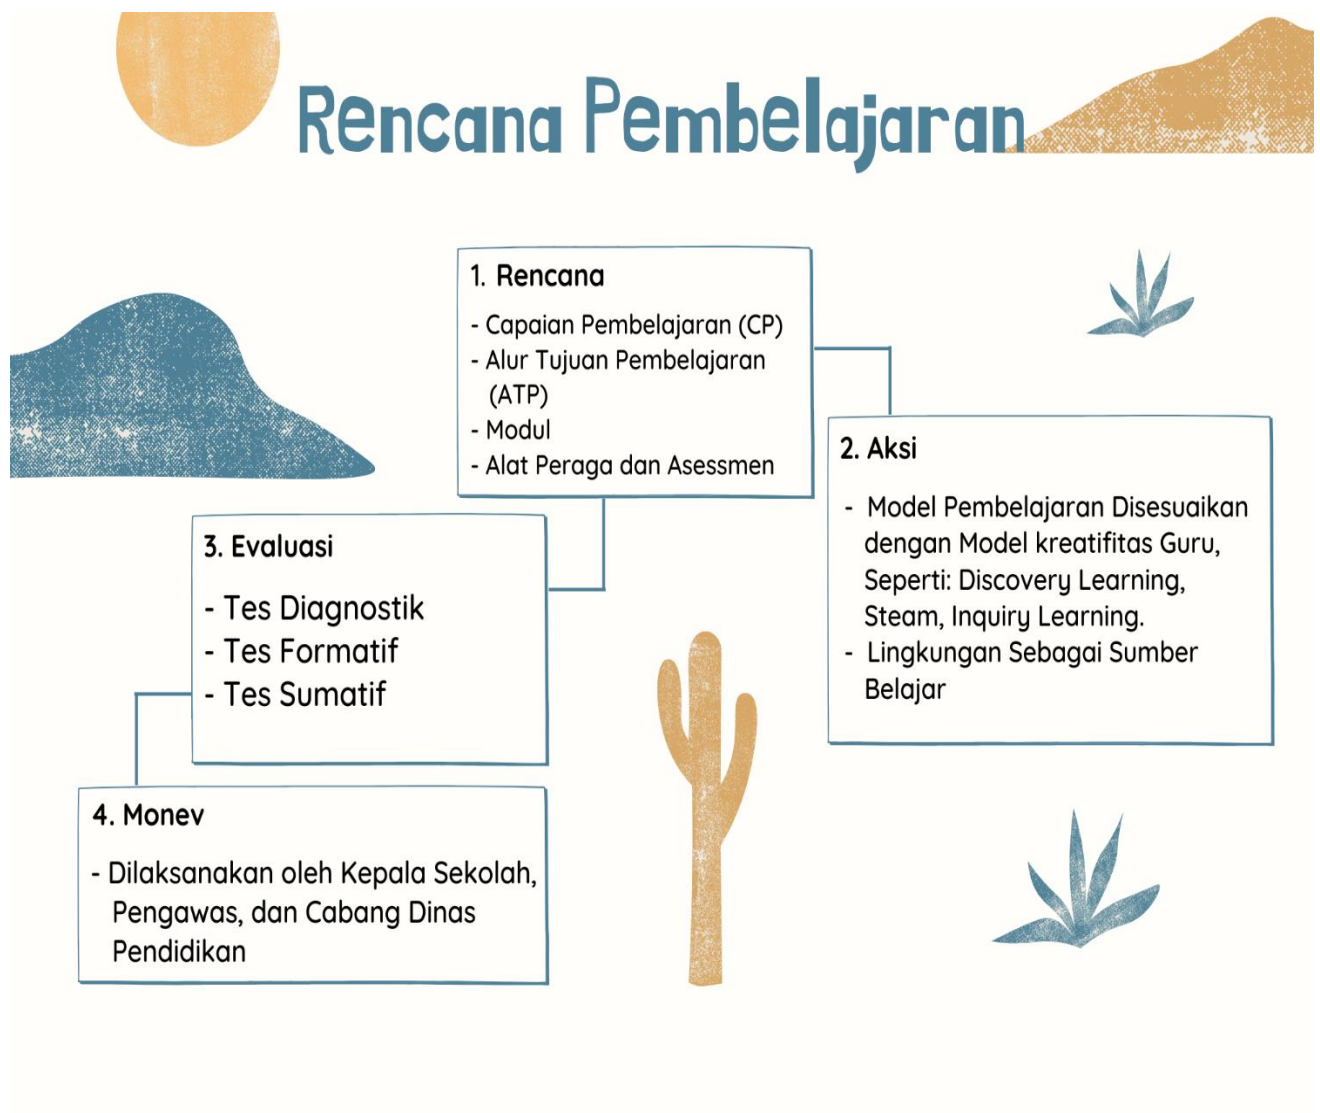 Rencana Pembelajaran
1. Rencana
- Capaian Pembelajaran (CP)
- Alur Tujuan Pembelajaran
(ATP)
- Modul
- Alat Peraga dan Asessmen
2. Aksi
- Model Pembelajaran Disesuaikan
dengan Model kreatifitas Guru,
Seperti: Discovery Learning,
Steam, Inquiry Learning.
- Lingkungan Sebagai Sumber
Belajar
3. Evaluasi
- Tes Diagnostik
- Tes Formatif
- Tes Sumatif
4. Monev
- Dilaksanakan oleh Kepala Sekolah,
Pengawas, dan Cabang Dinas
Pendidikan